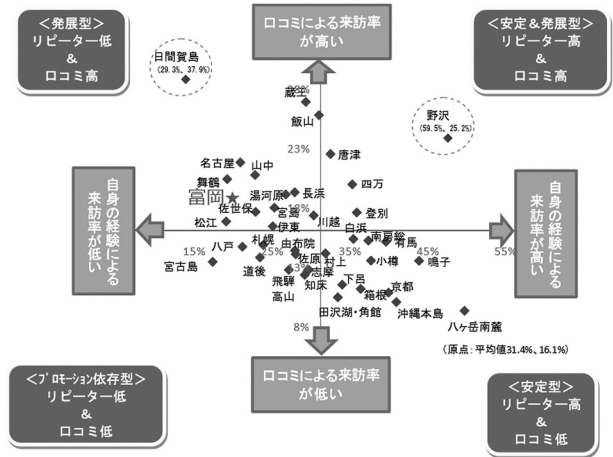 ＜発展型＞
リピーター低
＆
口コミ高
口コミによる来訪率
が高い
＜安定＆発展型＞
リピーター高
＆
口コミ高
日間賀島
(29.3%、37.9%)
蔵王
飯山
野沢
(59.5%、25.2%)
23%
唐津
名古屋
山中
舞鶴
四万
富岡
湯河原
長浜
佐世保
宮島
18%
川越
登別
松江
伊東
白浜
南房総
有馬
札幌
八戸
由布院
15%
25%
35%
45%
55%
宮古島
道後
佐原
村上
小樽
鳴子
13%
志摩
飛騨
高山
知床
下呂
箱根
京都
田沢湖・角館
沖縄本島
八ヶ岳南麓
8%
(原点：平均値31.4%、16.1%)
自身の経験による
来訪率が低い
自身の経験による
来訪率が高い
＜ﾌﾟﾛﾓｰｼｮﾝ依存型＞
リピーター低
＆
口コミ低
口コミによる来訪率
が低い
＜安定型＞
リピーター高
＆
口コミ低